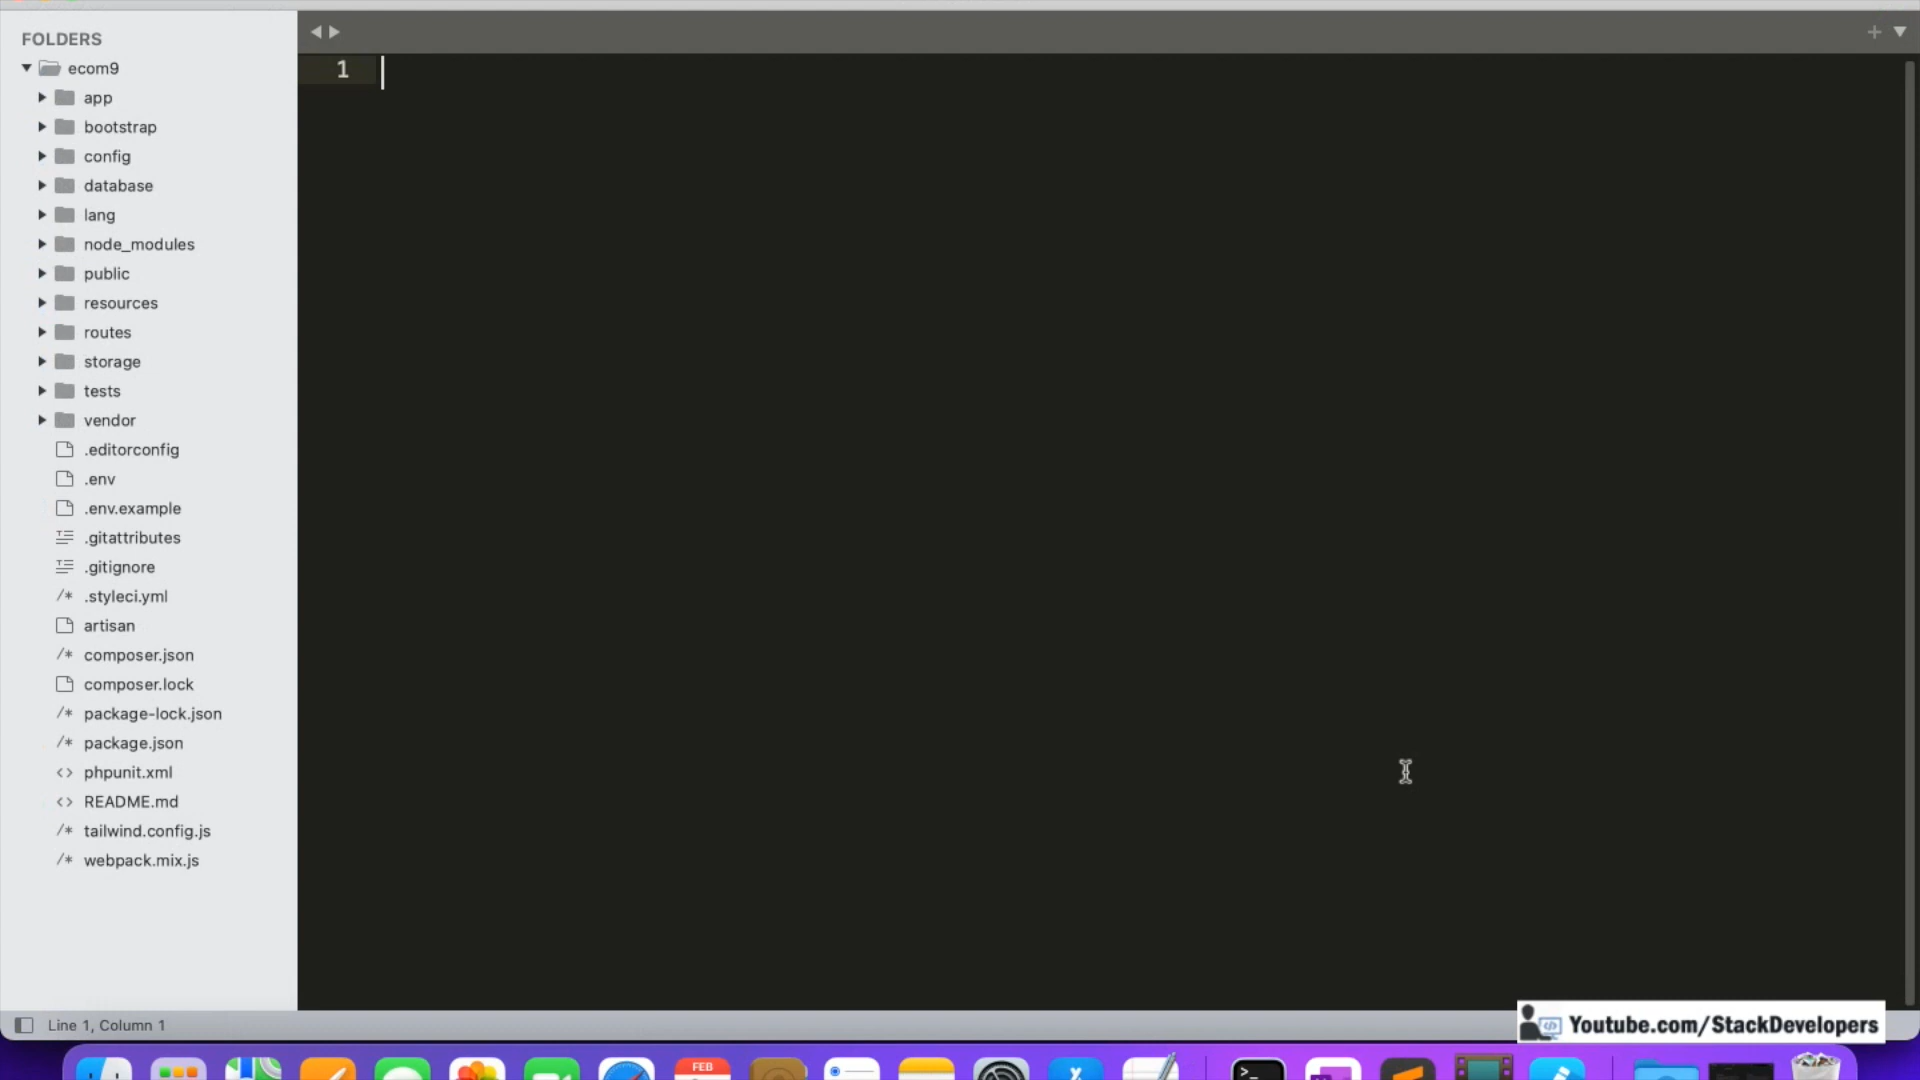 FOLDERS
ecom9
app
bootstrap
config
database
lang
node_modules
public
resources
routes
storage
tests
vendor
.editorconfig
.env
.env.example
.gitattributes
.gitignore
/* .styleci.yml
artisan
/* composer.json
composer.lock
/* package-lock.json
/* package.json
<> phpunit.xml
<> README.md
/* tailwind.config.js
/* webpack.mix.js
1
Line 1, Column 1
Youtube.com/StackDevelopers
FEB